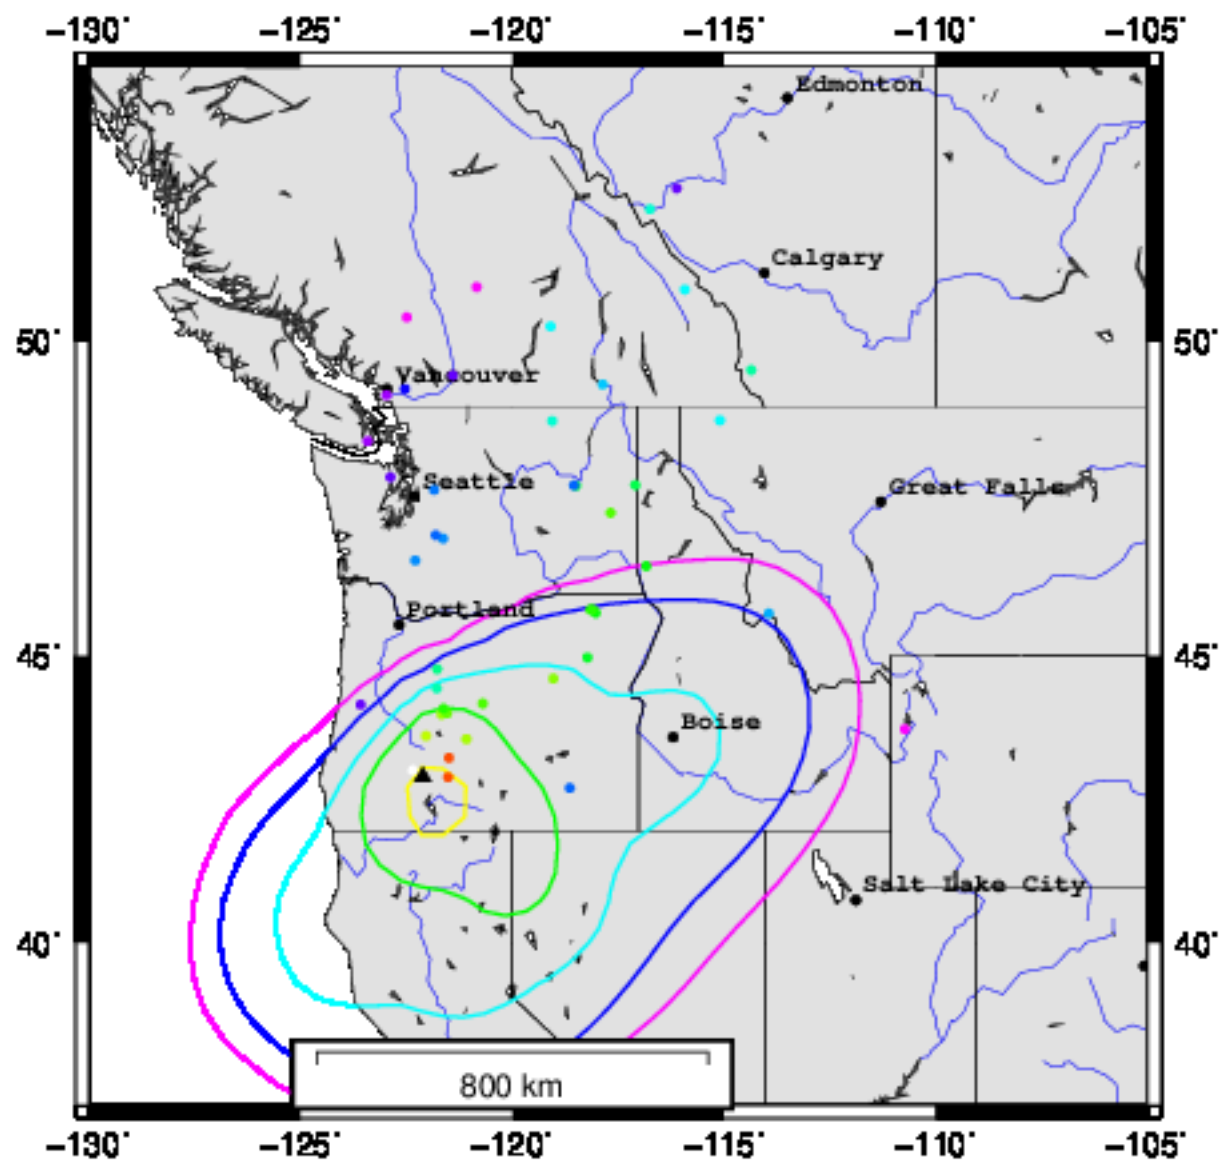 -130° -125° -120° -115° -110° -105°
Edmonton
Calgary
50° 50°
Vancouver
Seattle
Great Falls
Portland
45° 45°
Boise
Salt Lake City
40° 40°
800 km
-130° -125° -120° -115° -110° -105°